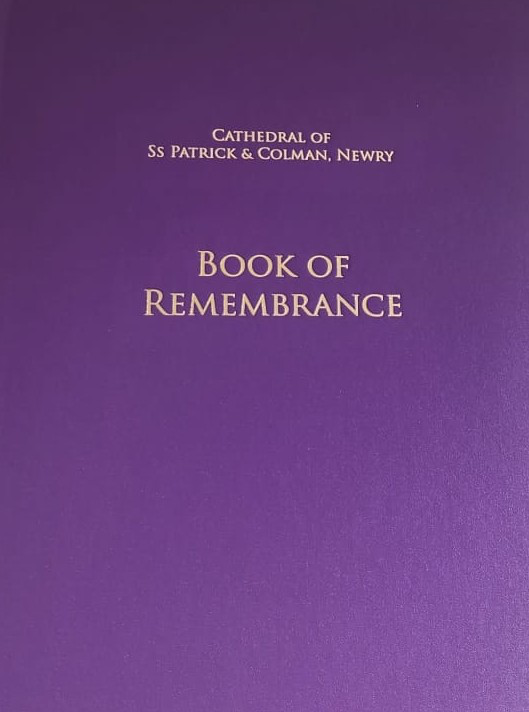 Cathedral of
Ss Patrick & Colman, Newry
Book of
Remembrance